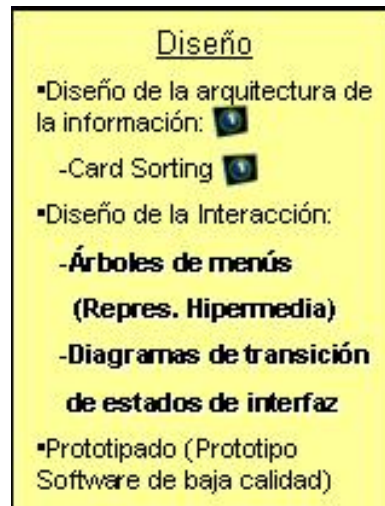 Diseño
▪Diseño de la arquitectura de
la información:
-Card Sorting
▪Diseño de la Interacción:
-Árboles de menús
(Repres. Hipermedia)
-Diagramas de transición
de estados de interfaz
▪Prototipado (Prototipo
Software de baja calidad)